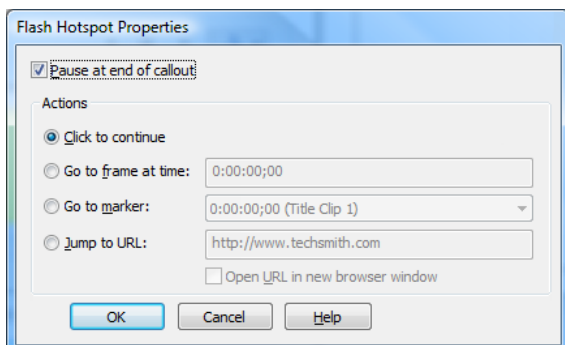 Flash Hotspot Properties
Pause at end of callout
Actions
Click to continue
Go to frame at time: 0:00:00;00
Go to marker: 0:00:00;00 (Title Clip 1)
Jump to URL: http://www.techsmith.com
Open URL in new browser window
OK Cancel Help